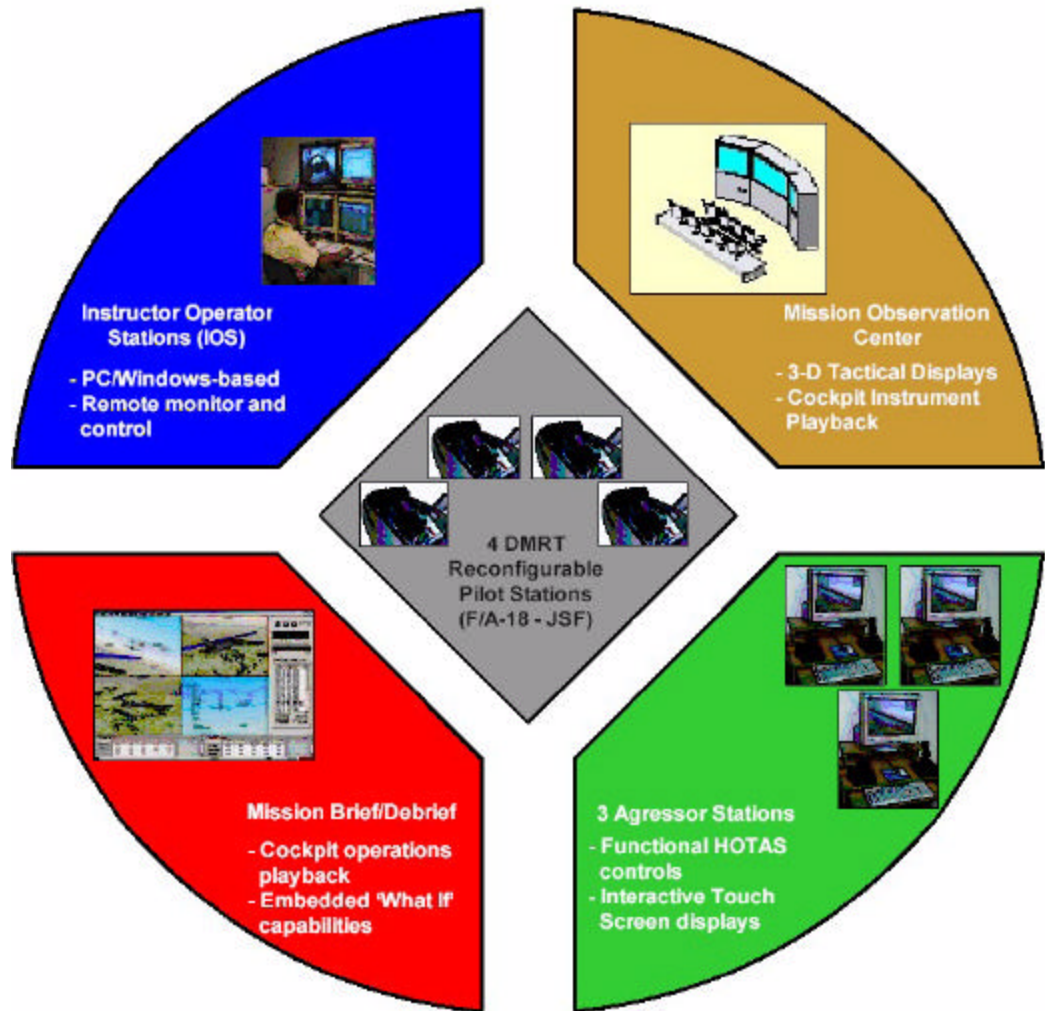 Instructor Operator
Stations (IOS)
- PC/Windows-based
- Remote monitor and
control
Mission Observation
Center
- 3-D Tactical Displays
- Cockpit Instrument
Playback
4 DMRT
Reconfigurable
Pilot Stations
(F/A-18 - JSF)
Mission Brief/Debrief
- Cockpit operations
playback
- Embedded 'What If'
capabilities
3 Agressor Stations
- Functional HOTAS
controls
- Interactive Touch
Screen displays